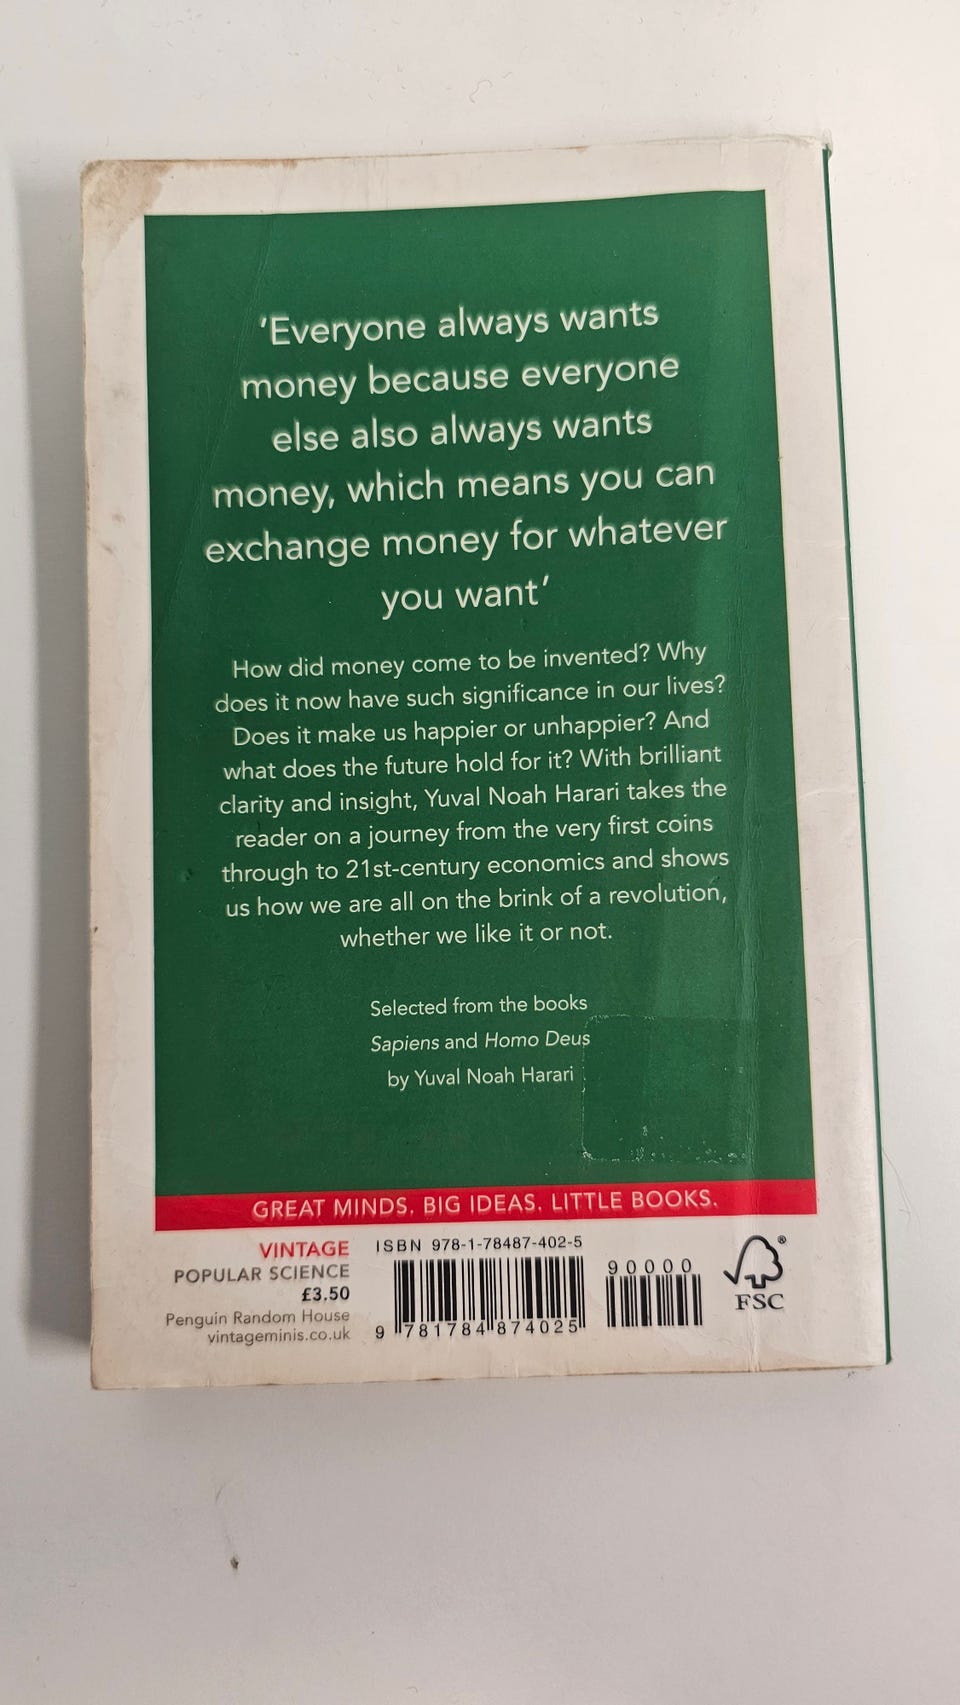 'Everyone always wants
money because everyone
else also always wants
money, which means you can
exchange money for whatever
you want'
How did money come to be invented? Why
does it now have such significance in our lives?
Does it make us happier or unhappier? And
what does the future hold for it? With brilliant
clarity and insight, Yuval Noah Harari takes the
reader on a journey from the very first coins
through to 21st-century economics and shows
us how we are all on the brink of a revolution,
whether we like it or not.
Selected from the books
Sapiens and Homo Deus
by Yuval Noah Harari
GREAT MINDS. BIG IDEAS. LITTLE BOOKS.
VINTAGE
POPULAR SCIENCE
£3.50
Penguin Random House
vintageminis.co.uk
ISBN 978-1-78487-402-5
9 781784 874025
90000
®
FSC